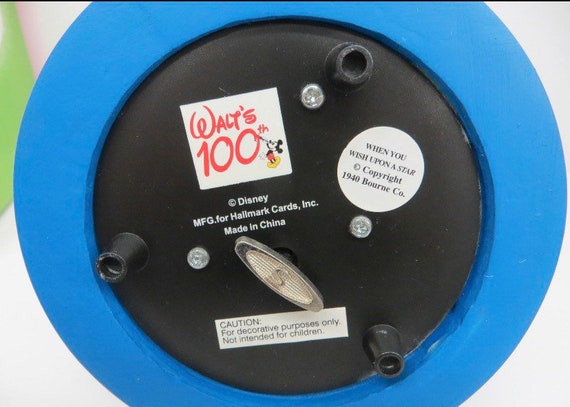 WALT'S
100th
WHEN YOU
WISH UPON A STAR
© Copyright
1940 Bourne Co.
© Disney
MFG.for Hallmark Cards, Inc.
Made in China
CAUTION:
For decorative purposes only.
Not intended for children.